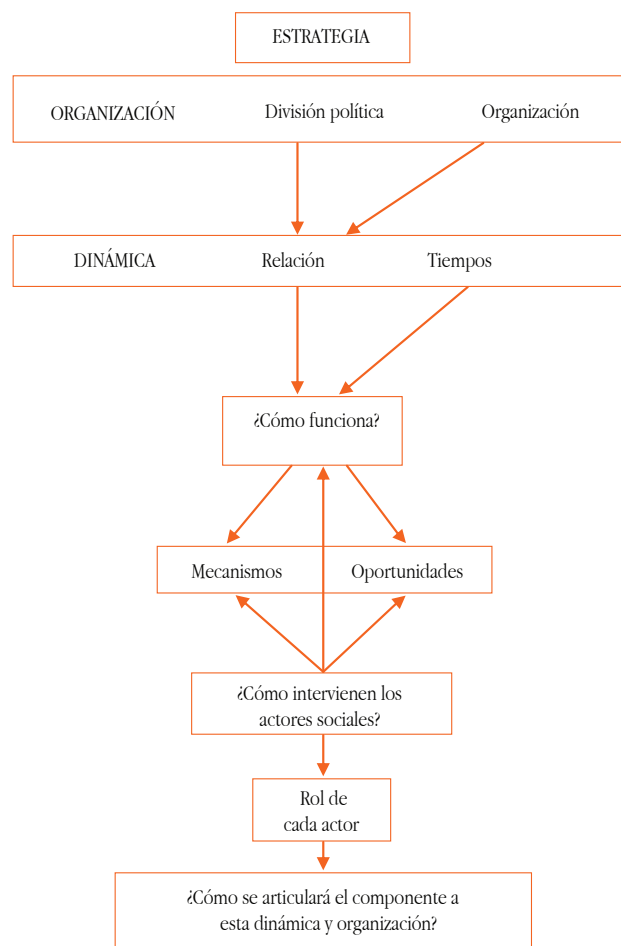 ESTRATEGIA
ORGANIZACIÓN División política Organización
DINÁMICA Relación Tiempos
¿Cómo funciona?
Mecanismos Oportunidades
¿Cómo intervienen los
actores sociales?
Rol de
cada actor
¿Cómo se articulará el componente a
esta dinámica y organización?